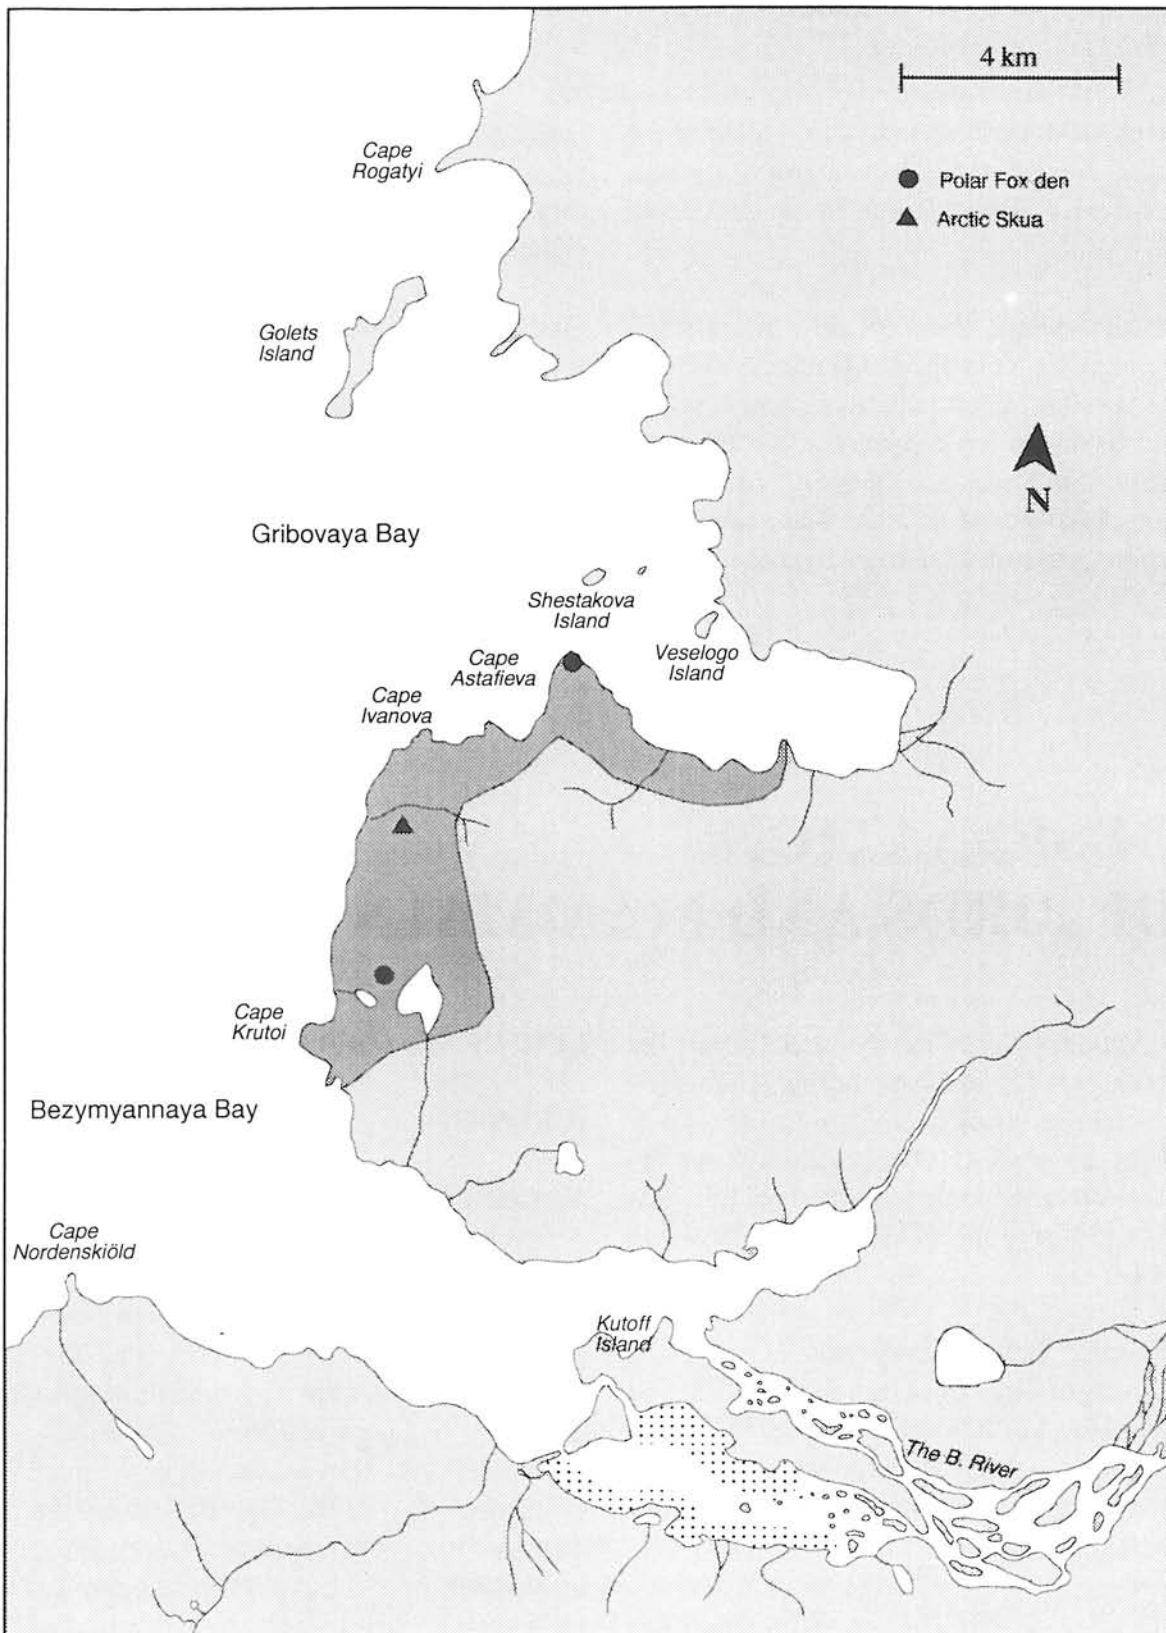 4 km
Cape
Rogatyi
Polar Fox den
Arctic Skua
Golets
Island
N
Gribovaya Bay
Shestakova
Island
Cape
Astafieva
Veselogo
Island
Cape
Ivanova
Cape
Krutoi
Bezymyannaya Bay
Cape
Nordenskiöld
Kutoff
Island
The B. River